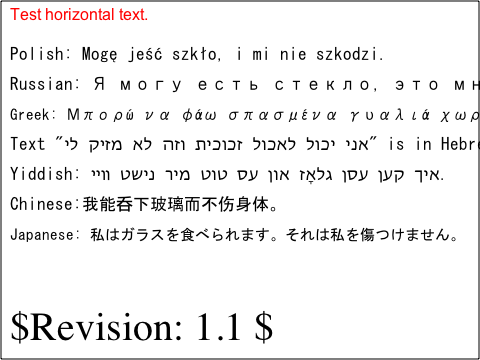 Test horizontal text.
Polish: Mogę jeść szkło, i mi nie szkodzi.
Russian: Я могу есть стекло, это мн
Greek: Μπορώ να φάω σπασμένα γυαλιά χωρ
Text "אני יכול לאכול זכוכית וזה לא מזיק לי" is in Hebre
Yiddish: איך קען עסן גלאָז און עס טוט מיר נישט וויי.
Chinese:我能吞下玻璃而不伤身体。
Japanese: 私はガラスを食べられます。それは私を傷つけません。
$Revision: 1.1 $